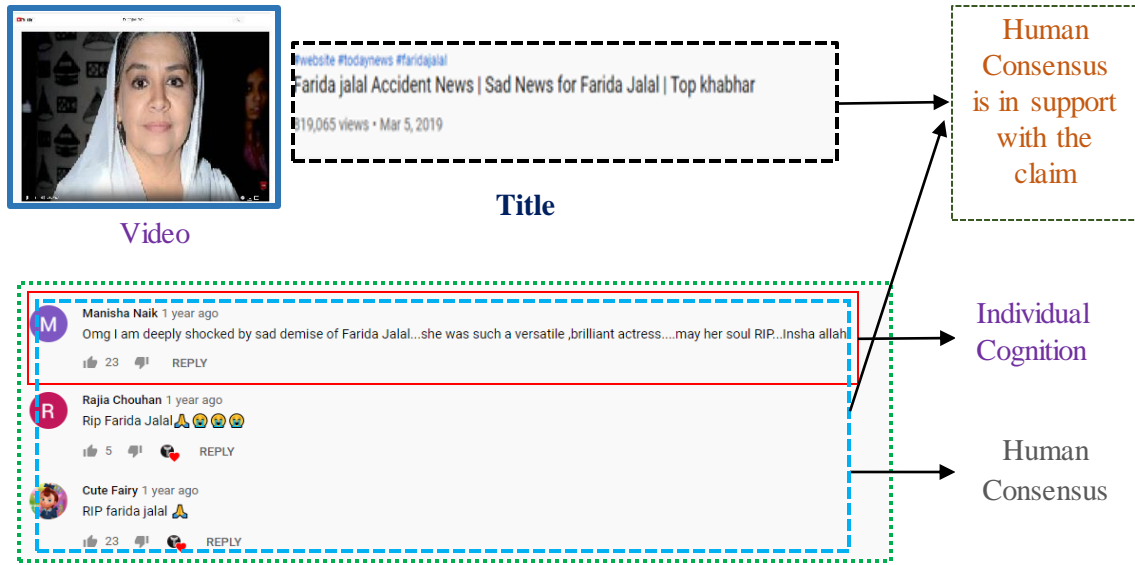 #website #todaynews #faridajalal
Farida jalal Accident News | Sad News for Farida Jalal | Top khabhar
819,065 views • Mar 5, 2019
Title
Video
Human
Consensus
is in support
with the
claim
M
Manisha Naik 1 year ago
Omg I am deeply shocked by sad demise of Farida Jalal...she was such a versatile ,brilliant actress....may her soul RIP...Insha allah
23 REPLY
R
Rajia Chouhan 1 year ago
Rip Farida Jalal🙏😭😭😭
5 REPLY
Cute Fairy 1 year ago
RIP farida jalal 🙏
23 REPLY
Individual
Cognition
Human
Consensus